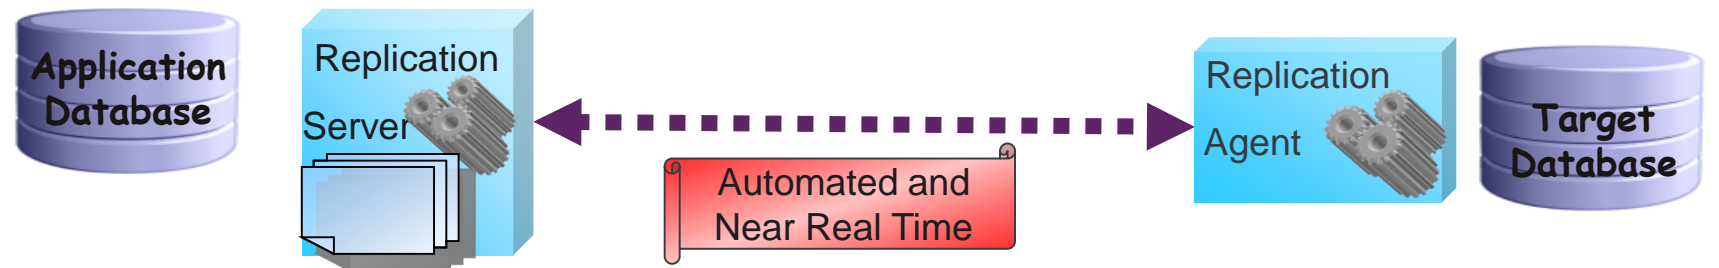 Application
Database
Replication
Server
Automated and
Near Real Time
Replication
Agent
Target
Database